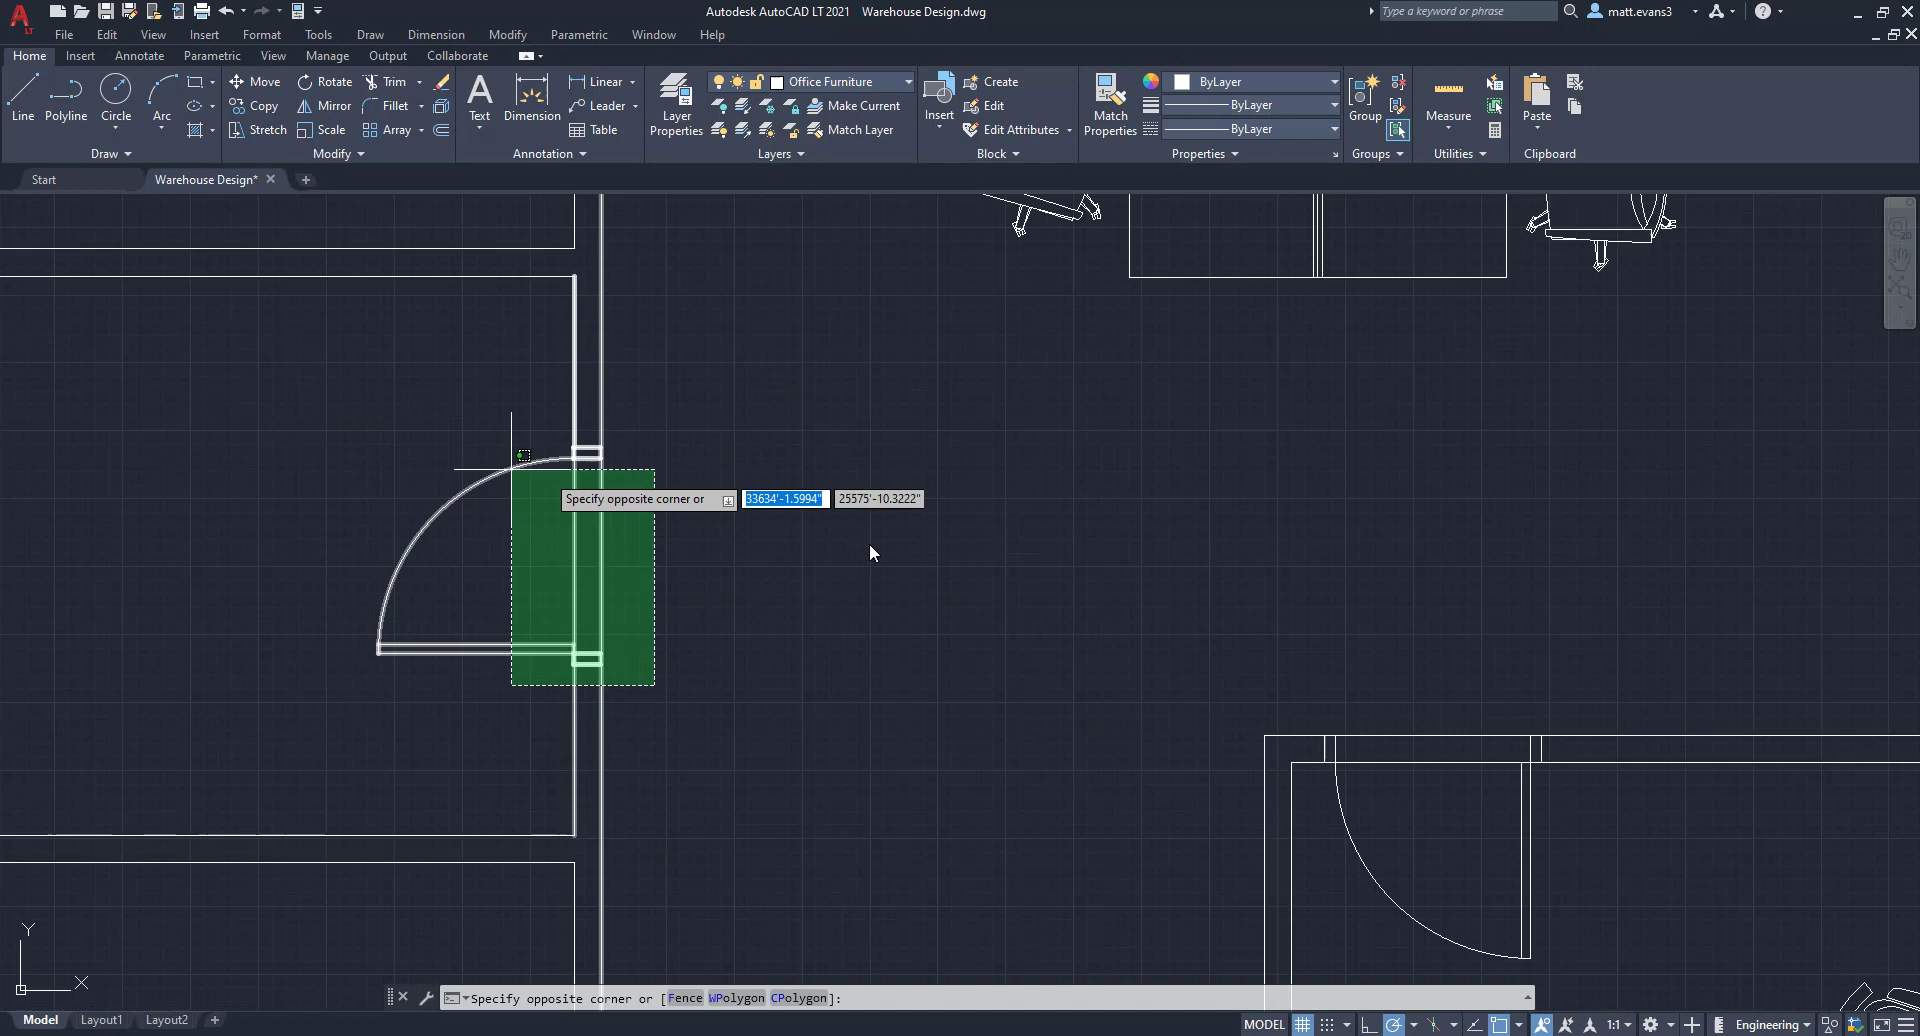 Autodesk AutoCAD LT 2021 Warehouse Design.dwg
Type a keyword or phrase
matt.evans3
LT
File Edit View Insert Format Tools Draw Dimension Modify Parametric Window Help
Home Insert Annotate Parametric View Manage Output Collaborate
Line Polyline Circle Arc
Move Rotate Trim
Copy Mirror Fillet
Stretch Scale Array
Text Dimension
Linear
Leader
Table
Layer Properties
Office Furniture
Make Current
Match Layer
Insert
Create
Edit
Edit Attributes
Match Properties
ByLayer
ByLayer
ByLayer
Group
Measure
Paste
Draw Modify Annotation Layers Block Properties Groups Utilities Clipboard
Start Warehouse Design*
Specify opposite corner or 33634'-1.5994" 25575'-10.3222"
Y
X
Specify opposite corner or [Fence WPolygon CPolygon]:
Model Layout1 Layout2
MODEL 1:1 Engineering